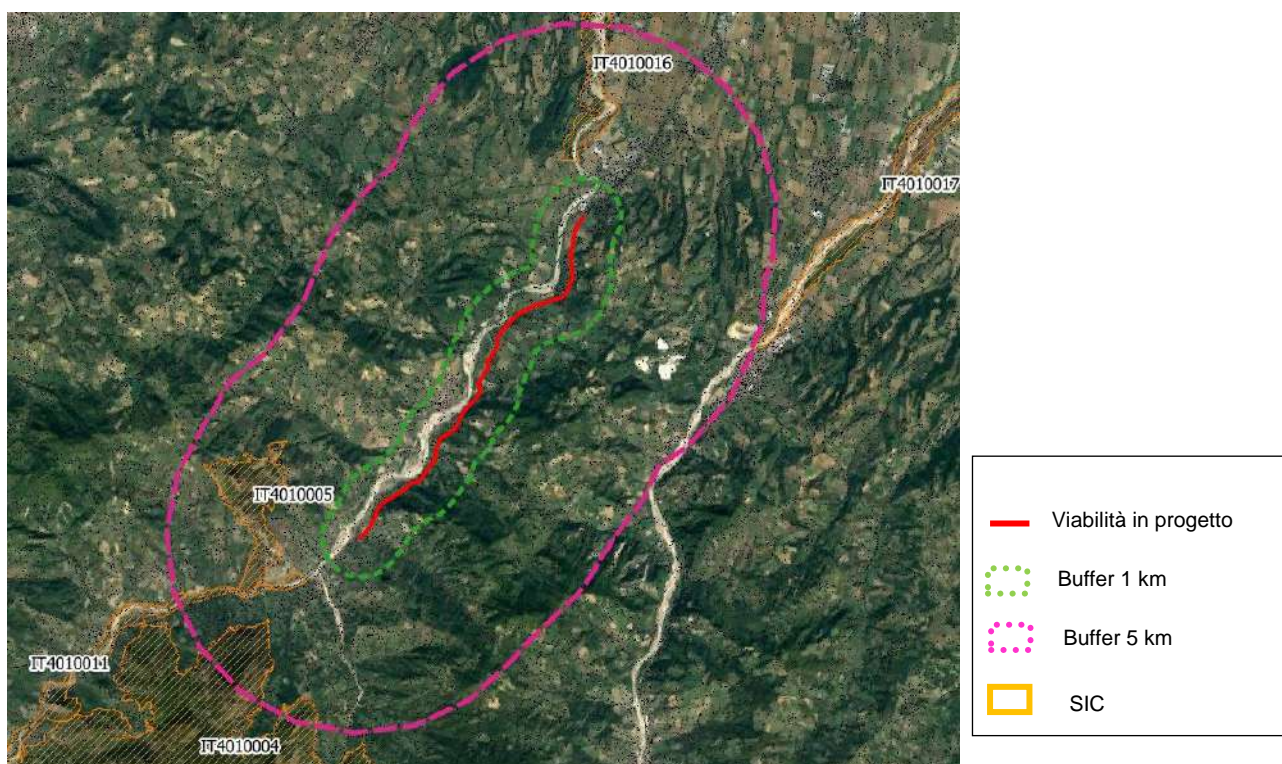 IT4010016
IT4010017
IT4010005
IT4010011
IT4010004
Viabilità in progetto
Buffer 1 km
Buffer 5 km
SIC